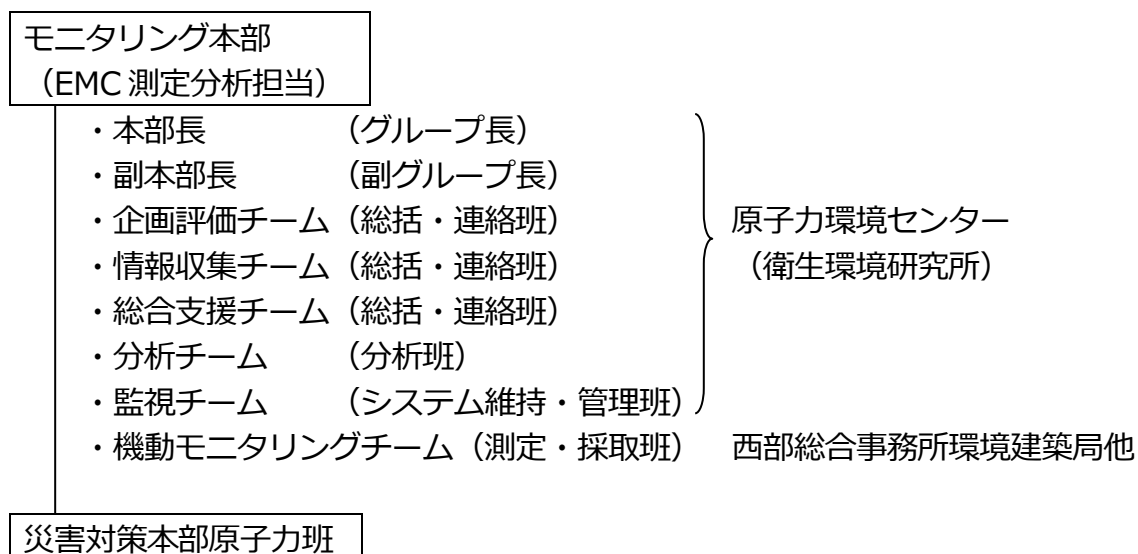 モニタリング本部
（EMC 測定分析担当）
・本部長　　　　（グループ長）
・副本部長　　　（副グループ長）
・企画評価チーム（総括・連絡班）　原子力環境センター
・情報収集チーム（総括・連絡班）　（衛生環境研究所）
・総合支援チーム（総括・連絡班）
・分析チーム　　（分析班）
・監視チーム　　（システム維持・管理班）
・機動モニタリングチーム（測定・採取班）　西部総合事務所環境建築局他
災害対策本部原子力班